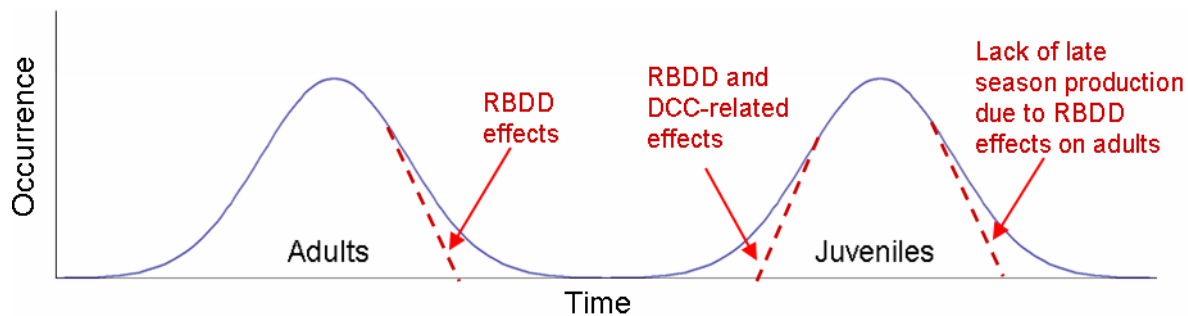 Occurrence
RBDD
effects
RBDD and
DCC-related
effects
Lack of late
season production
due to RBDD
effects on adults
Adults
Juveniles
Time